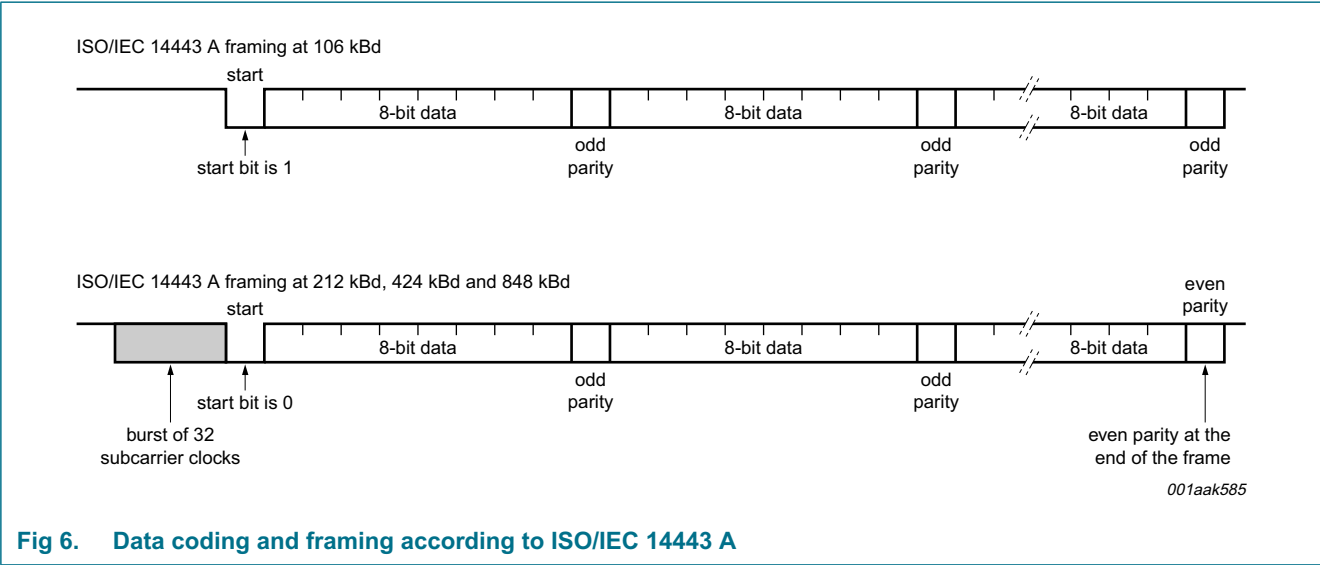 ISO/IEC 14443 A framing at 106 kBd
start
8-bit data
8-bit data
8-bit data
start bit is 1
odd
parity
odd
parity
odd
parity
ISO/IEC 14443 A framing at 212 kBd, 424 kBd and 848 kBd
even
parity
start
8-bit data
8-bit data
8-bit data
start bit is 0
odd
parity
odd
parity
burst of 32
subcarrier clocks
even parity at the
end of the frame
001aak585
Fig 6. Data coding and framing according to ISO/IEC 14443 A